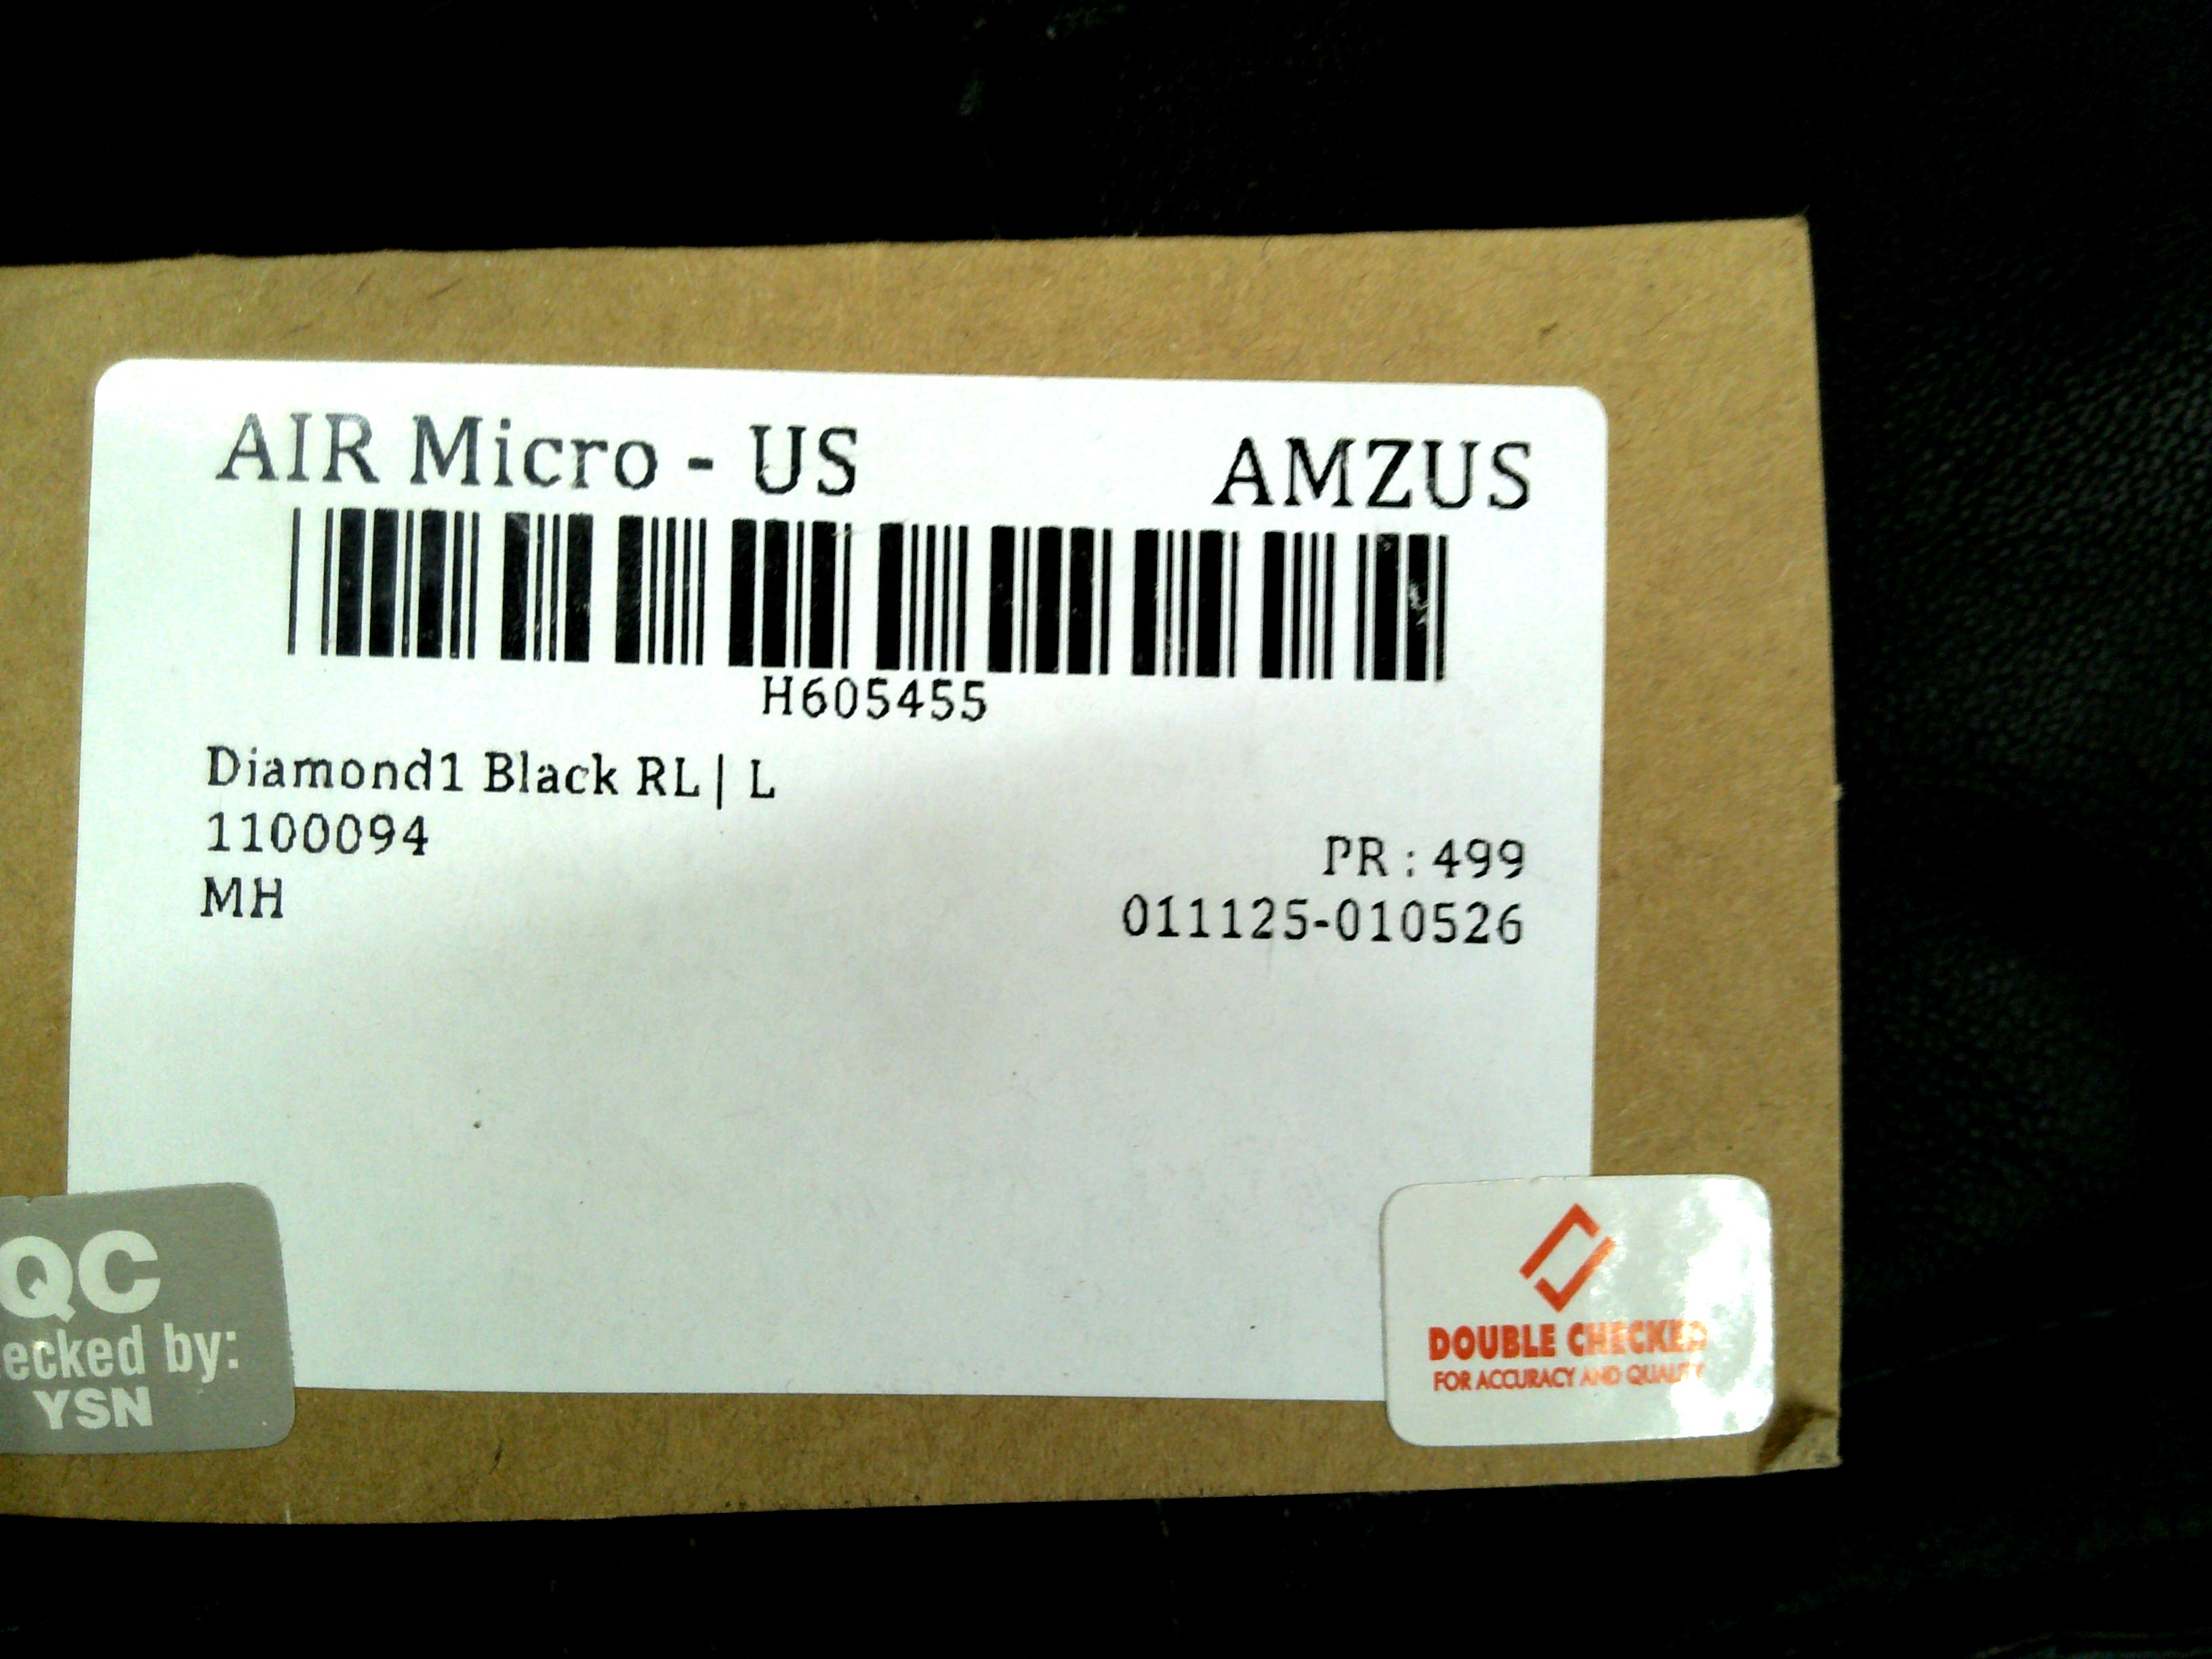 AIR Micro - US AMZUS
H605455
Diamond1 Black RL | L
1100094
PR : 499
MH
011125-010526
QC
ecked by:
YSN
DOUBLE CHECKED
FOR ACCURACY AND QUALITY